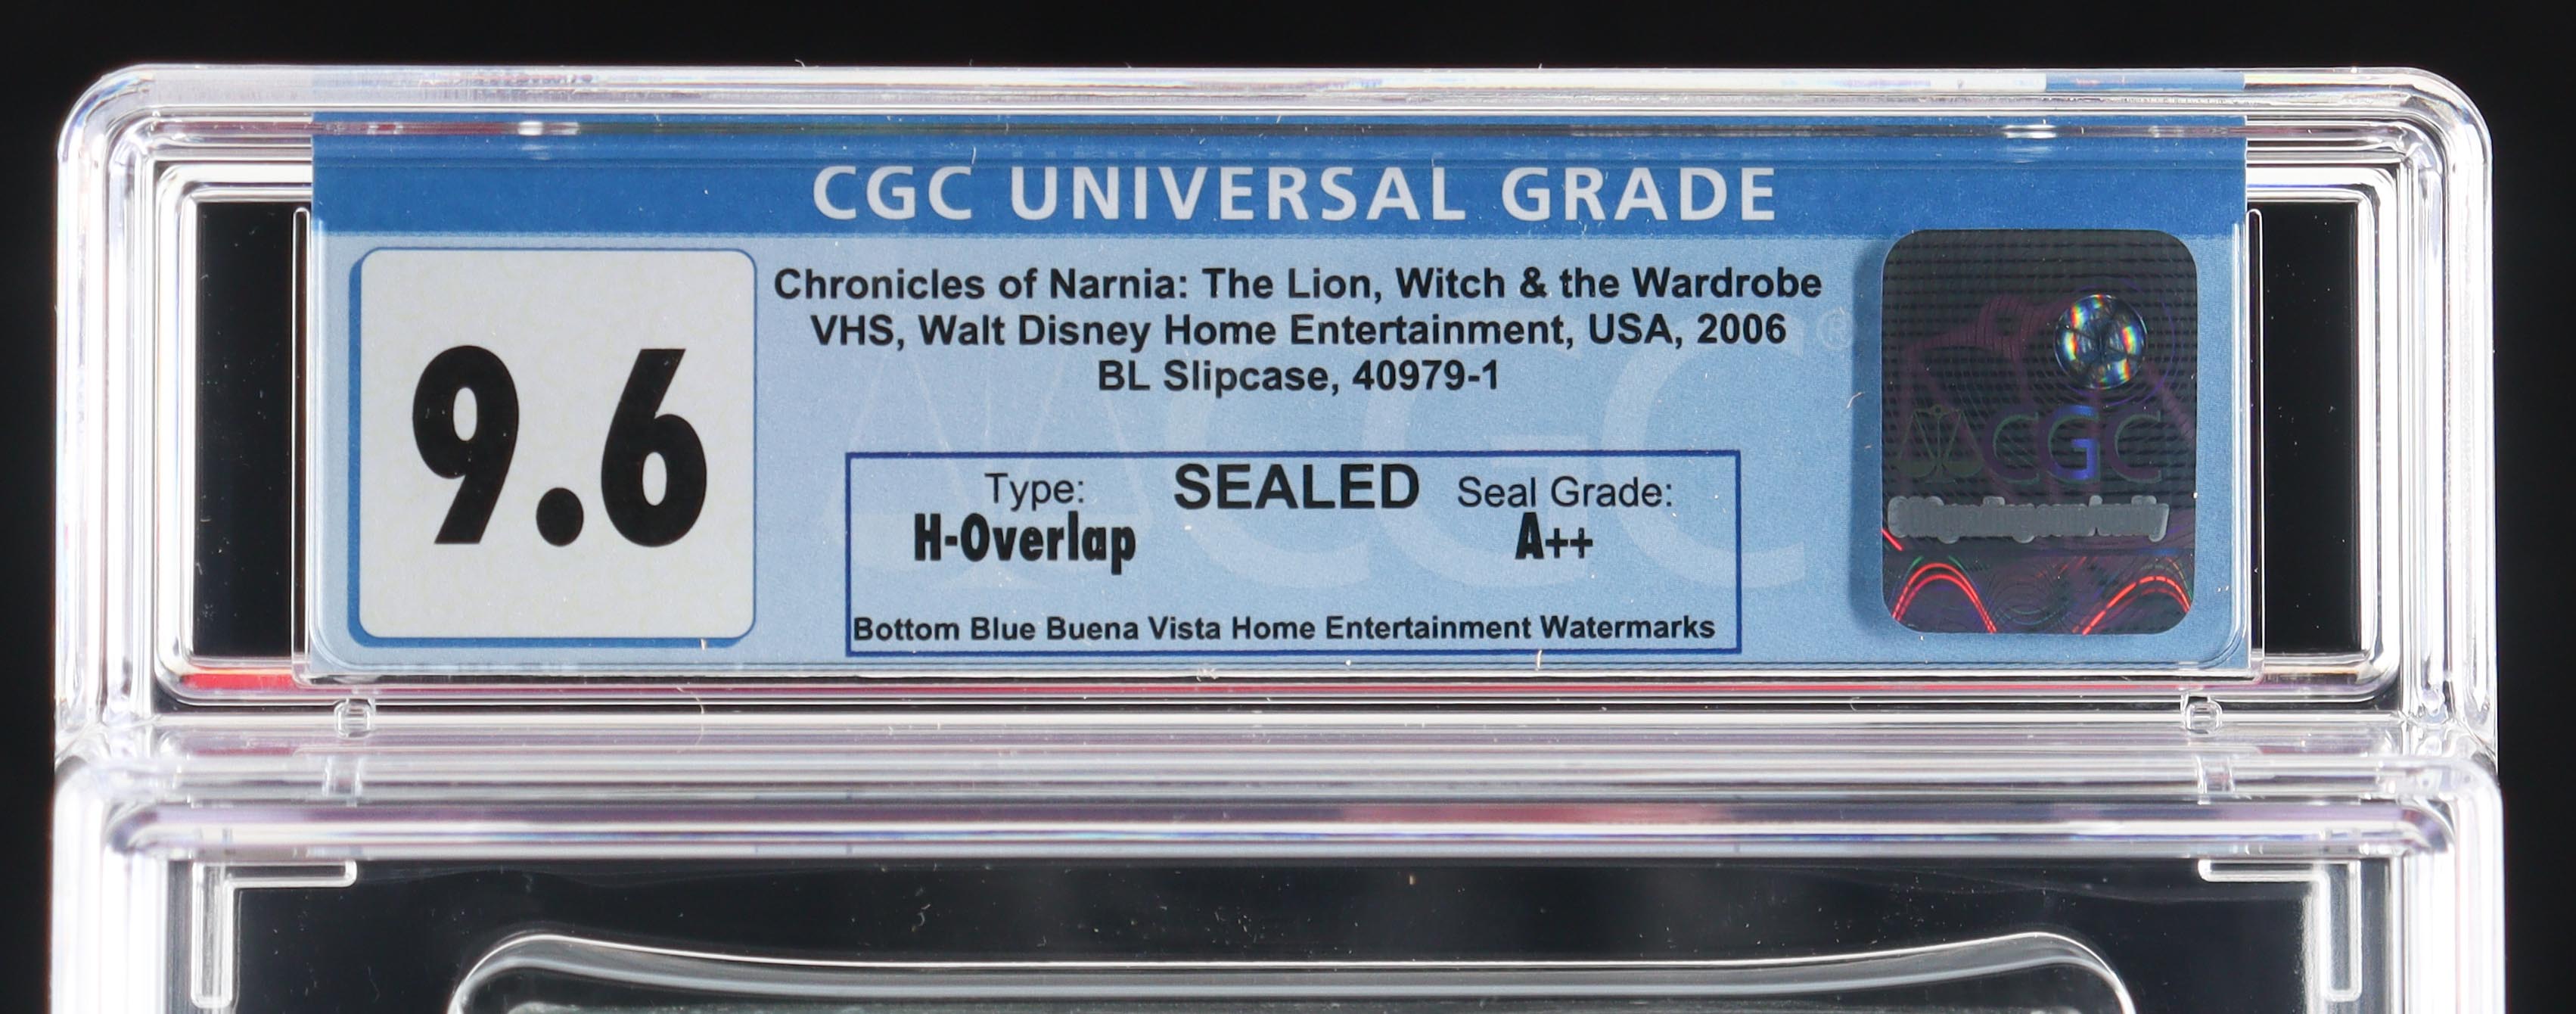 CGC UNIVERSAL GRADE
9.6
Chronicles of Narnia: The Lion, Witch & the Wardrobe
VHS, Walt Disney Home Entertainment, USA, 2006
BL Slipcase, 40979-1
Type: SEALED Seal Grade:
H-Overlap A++
Bottom Blue Buena Vista Home Entertainment Watermarks
CGC
CGC ®